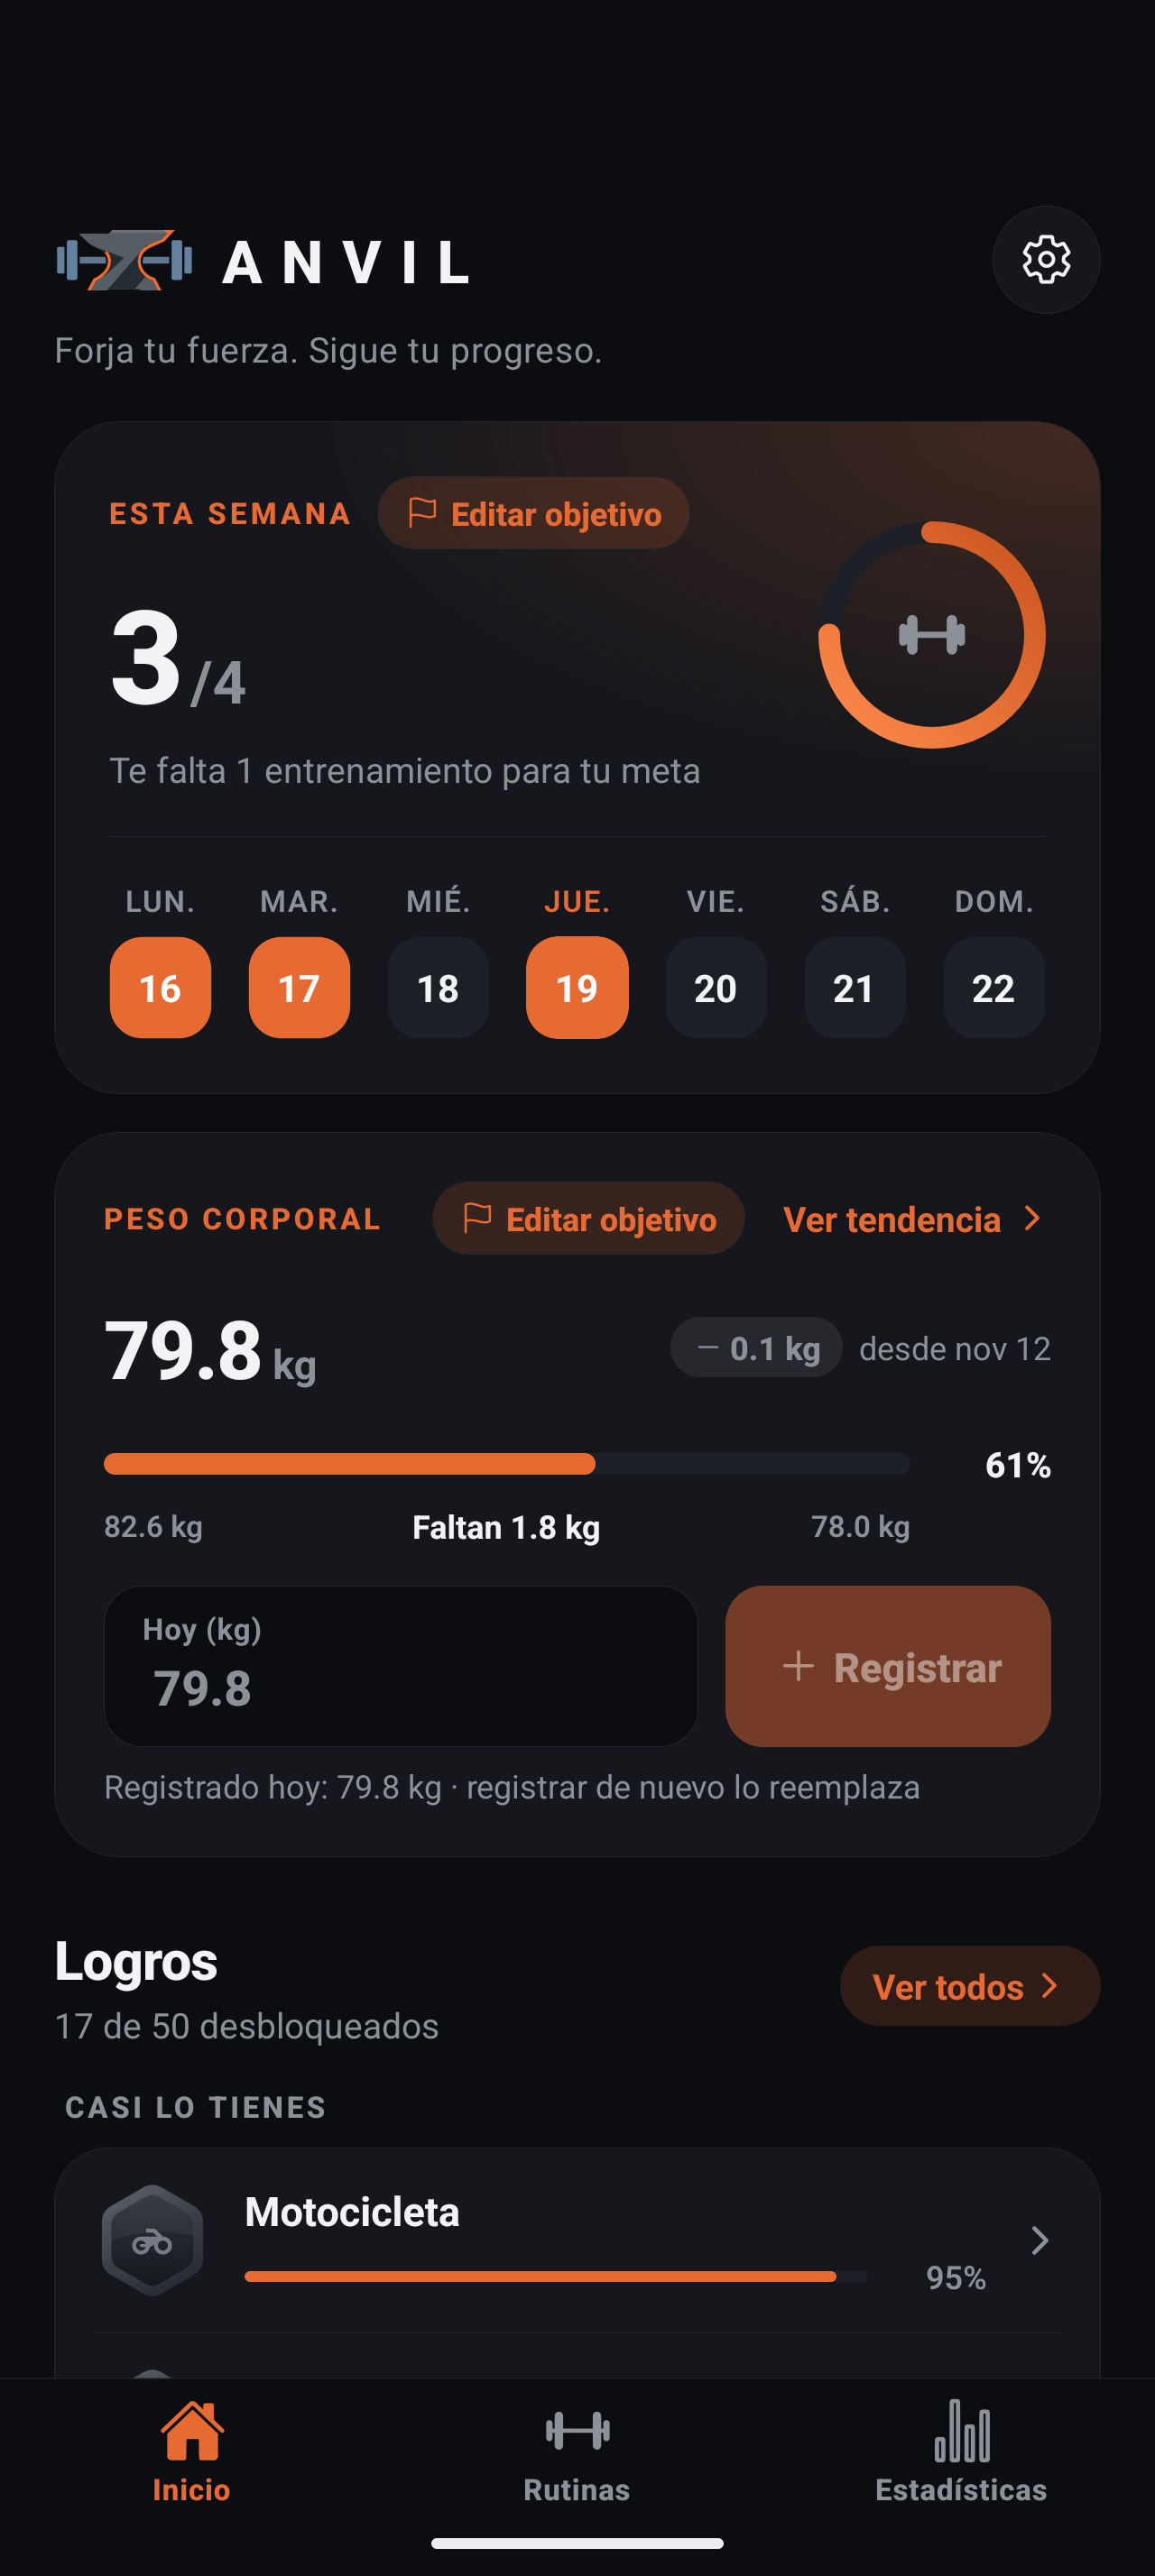 ANVIL
Forja tu fuerza. Sigue tu progreso.
ESTA SEMANA Editar objetivo
3/4
Te falta 1 entrenamiento para tu meta
LUN. MAR. MIÉ. JUE. VIE. SÁB. DOM.
16 17 18 19 20 21 22
PESO CORPORAL Editar objetivo Ver tendencia
79.8 kg – 0.1 kg desde nov 12
61%
82.6 kg Faltan 1.8 kg 78.0 kg
Hoy (kg)
79.8
+ Registrar
Registrado hoy: 79.8 kg · registrar de nuevo lo reemplaza
Logros
17 de 50 desbloqueados
Ver todos
CASI LO TIENES
Motocicleta
95%
Inicio Rutinas Estadísticas